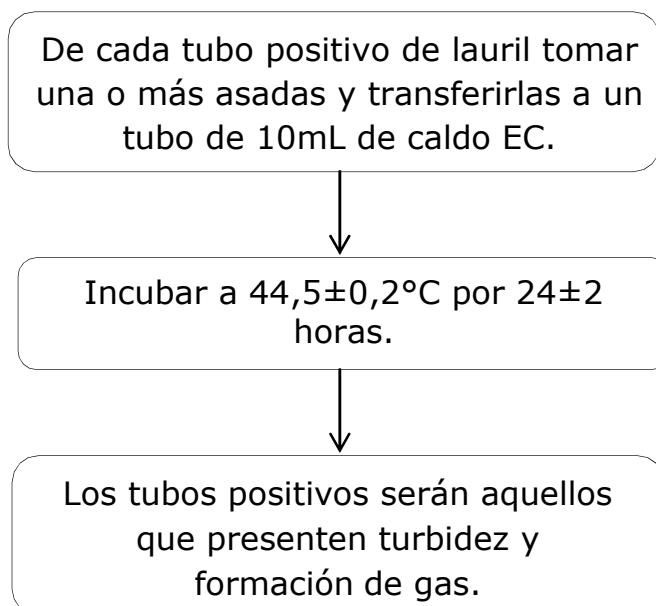 De cada tubo positivo de lauril tomar
una o más asadas y transferirlas a un
tubo de 10mL de caldo EC.
Incubar a 44,5±0,2°C por 24±2
horas.
Los tubos positivos serán aquellos
que presenten turbidez y
formación de gas.